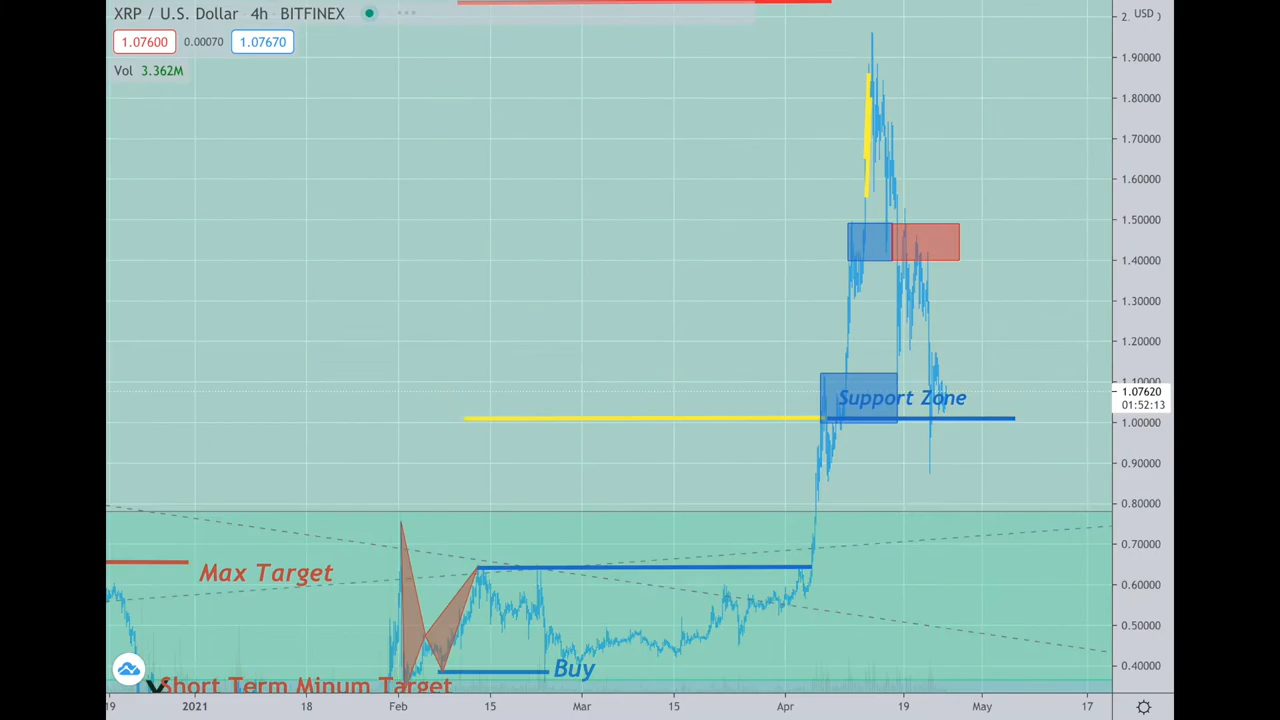 XRP / U.S. Dollar 4h BITFINEX
1.07600 0.00070 1.07670
Vol 3.362M
USD
1.90000
1.80000
1.70000
1.60000
1.50000
1.40000
1.30000
1.20000
1.10000
1.07620
01:52:13
1.00000
0.90000
0.80000
0.70000
0.60000
0.50000
0.40000
Support Zone
Max Target
Buy
Short Term Minum Target
19 2021 18 Feb 15 Mar 15 Apr 19 May 17